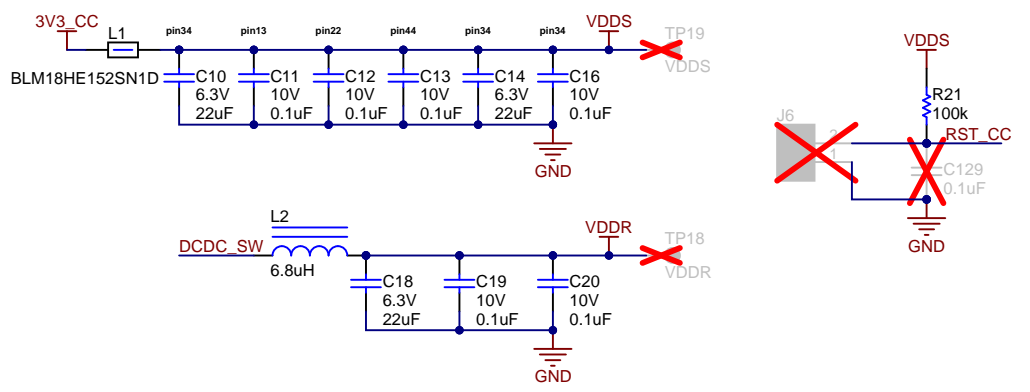 3V3_CC
L1
BLM18HE152SN1D
pin34
pin13
pin22
pin44
pin34
pin34
VDDS
TP19
VDDS
C10
6.3V
22uF
C11
10V
0.1uF
C12
10V
0.1uF
C13
10V
0.1uF
C14
6.3V
22uF
C16
10V
0.1uF
GND
VDDS
R21
100k
J6
2
1
RST_CC
C129
0.1uF
GND
DCDC_SW
L2
6.8uH
VDDR
TP18
VDDR
C18
6.3V
22uF
C19
10V
0.1uF
C20
10V
0.1uF
GND